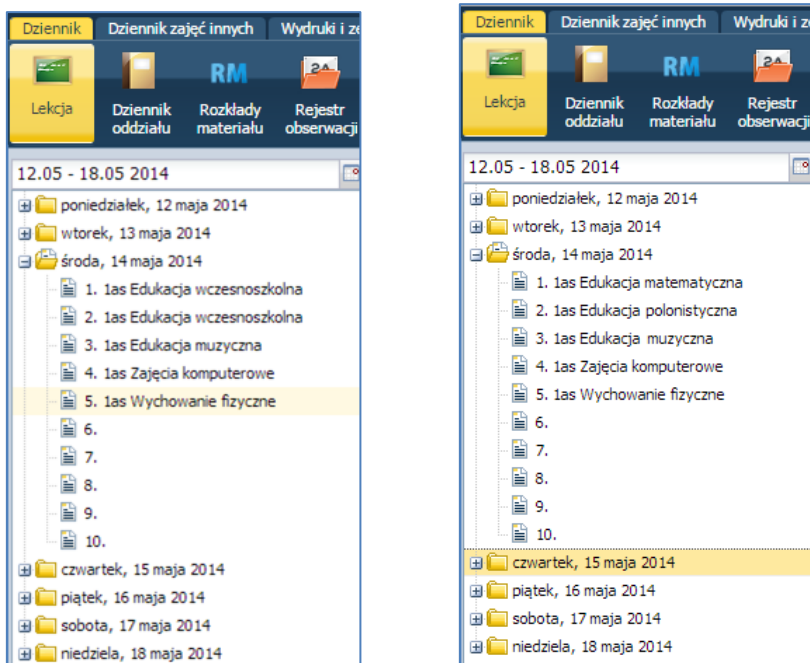 Dziennik Dziennik zajęć innych Wydruki i ze
Lekcja
Dziennik oddziału
RM
Rozkłady materiału
Rejestr obserwacji
12.05 - 18.05 2014
poniedziałek, 12 maja 2014
wtorek, 13 maja 2014
środa, 14 maja 2014
1. 1as Edukacja wczesnoszkolna
2. 1as Edukacja wczesnoszkolna
3. 1as Edukacja muzyczna
4. 1as Zajęcia komputerowe
5. 1as Wychowanie fizyczne
6.
7.
8.
9.
10.
czwartek, 15 maja 2014
piątek, 16 maja 2014
sobota, 17 maja 2014
niedziela, 18 maja 2014
Dziennik Dziennik zajęć innych Wydruki i ze
Lekcja
Dziennik oddziału
RM
Rozkłady materiału
Rejestr obserwacji
12.05 - 18.05 2014
poniedziałek, 12 maja 2014
wtorek, 13 maja 2014
środa, 14 maja 2014
1. 1as Edukacja matematyczna
2. 1as Edukacja polonistyczna
3. 1as Edukacja muzyczna
4. 1as Zajęcia komputerowe
5. 1as Wychowanie fizyczne
6.
7.
8.
9.
10.
czwartek, 15 maja 2014
piątek, 16 maja 2014
sobota, 17 maja 2014
niedziela, 18 maja 2014